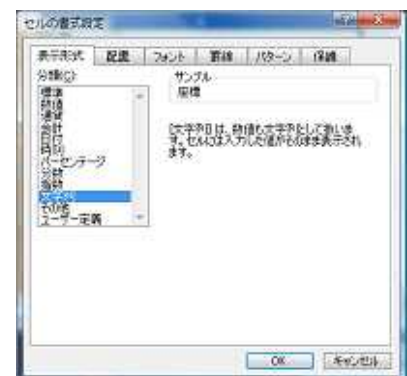 セルの書式設定
表示形式 配置 フォント 罫線 パターン 保護
分類(C):
標準
数値
通貨
会計
日付
時刻
パーセンテージ
分数
指数
文字列
その他
ユーザー定義
サンプル
座標
[文字列] は、数値も文字列として扱いま
す。セルには入力した値がそのまま表示され
ます。
OK キャンセル